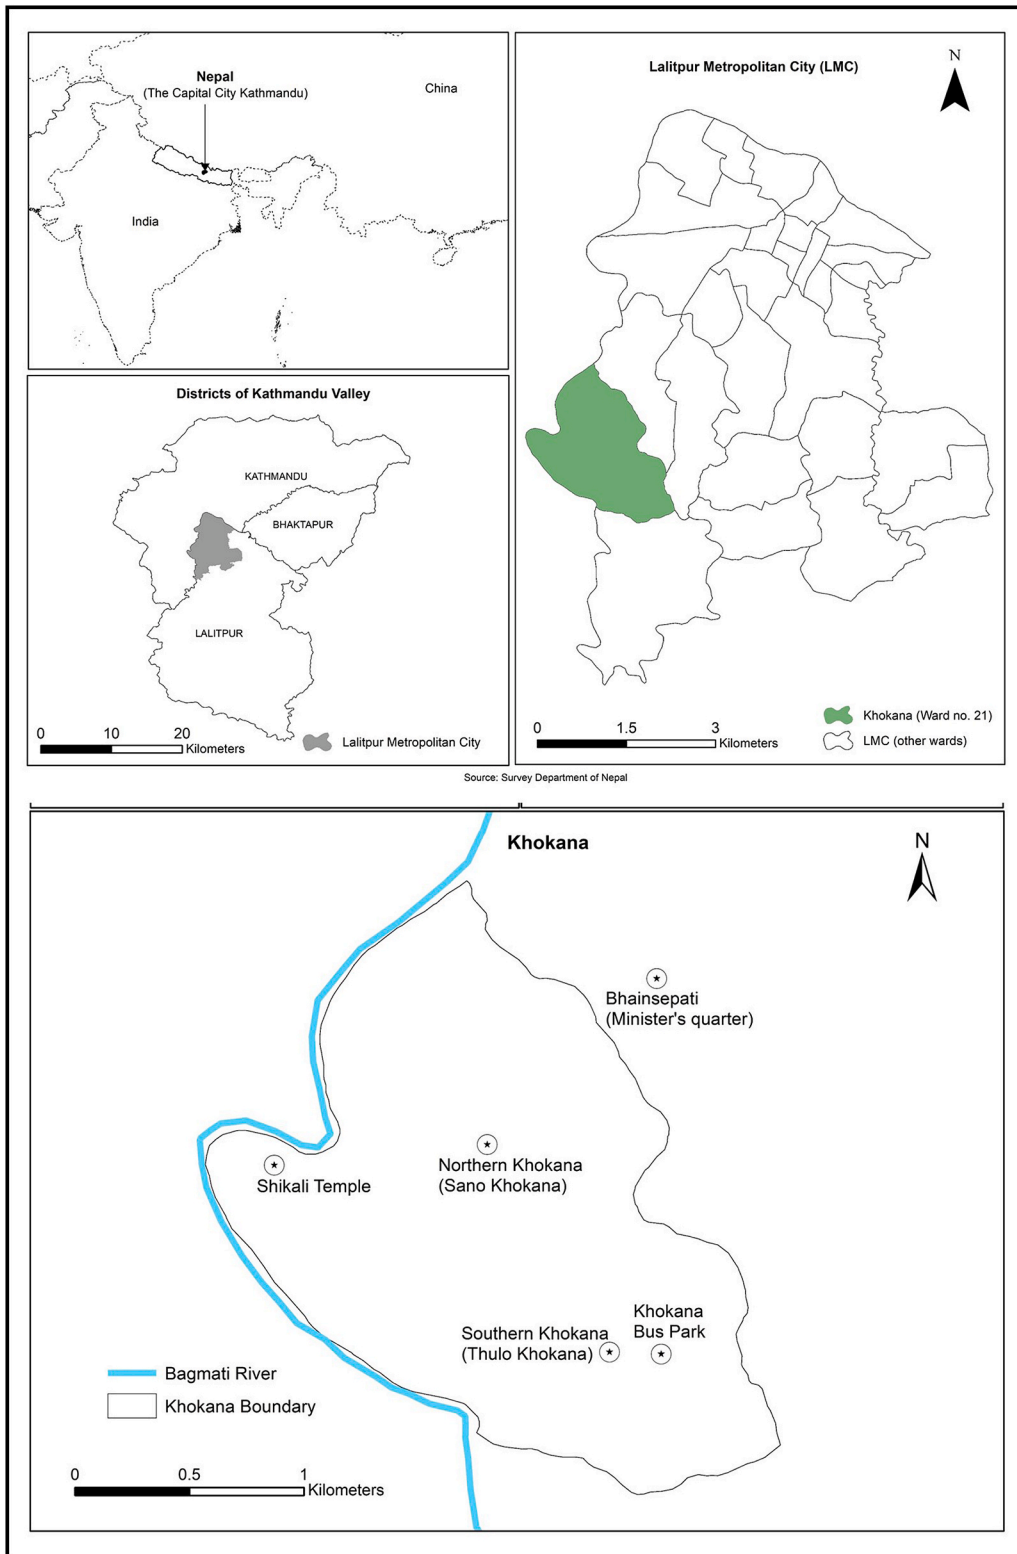 Nepal
(The Capital City Kathmandu)
China
India
Lalitpur Metropolitan City (LMC)
N
Khokana (Ward no. 21)
LMC (other wards)
0 1.5 3
Kilometers
Districts of Kathmandu Valley
KATHMANDU
BHAKTAPUR
LALITPUR
0 10 20
Kilometers
Lalitpur Metropolitan City
Source: Survey Department of Nepal
Khokana
N
Bhainsepati
(Minister's quarter)
Northern Khokana
(Sano Khokana)
Shikali Temple
Khokana
Bus Park
Southern Khokana
(Thulo Khokana)
Bagmati River
Khokana Boundary
0 0.5 1
Kilometers